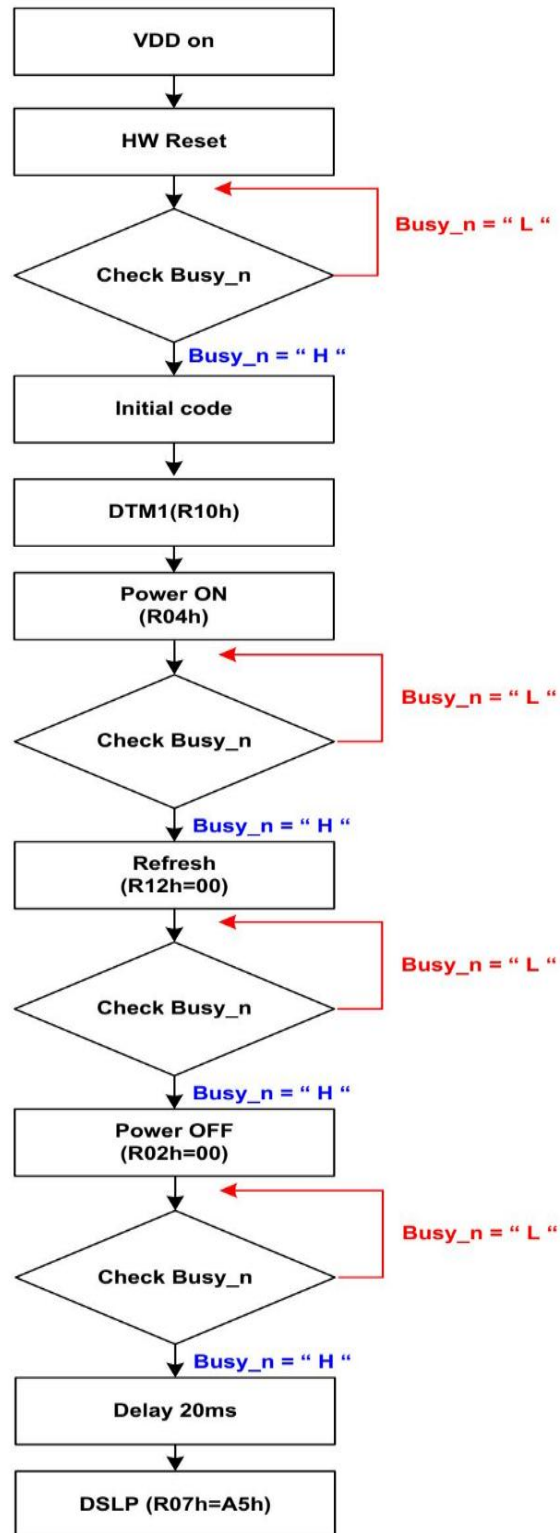 VDD on
HW Reset
Busy_n = “ L “
Check Busy_n
Busy_n = “ H “
Initial code
DTM1(R10h)
Power ON
(R04h)
Busy_n = “ L “
Check Busy_n
Busy_n = “ H “
Refresh
(R12h=00)
Busy_n = “ L “
Check Busy_n
Busy_n = “ H “
Power OFF
(R02h=00)
Busy_n = “ L “
Check Busy_n
Busy_n = “ H “
Delay 20ms
DSLP (R07h=A5h)